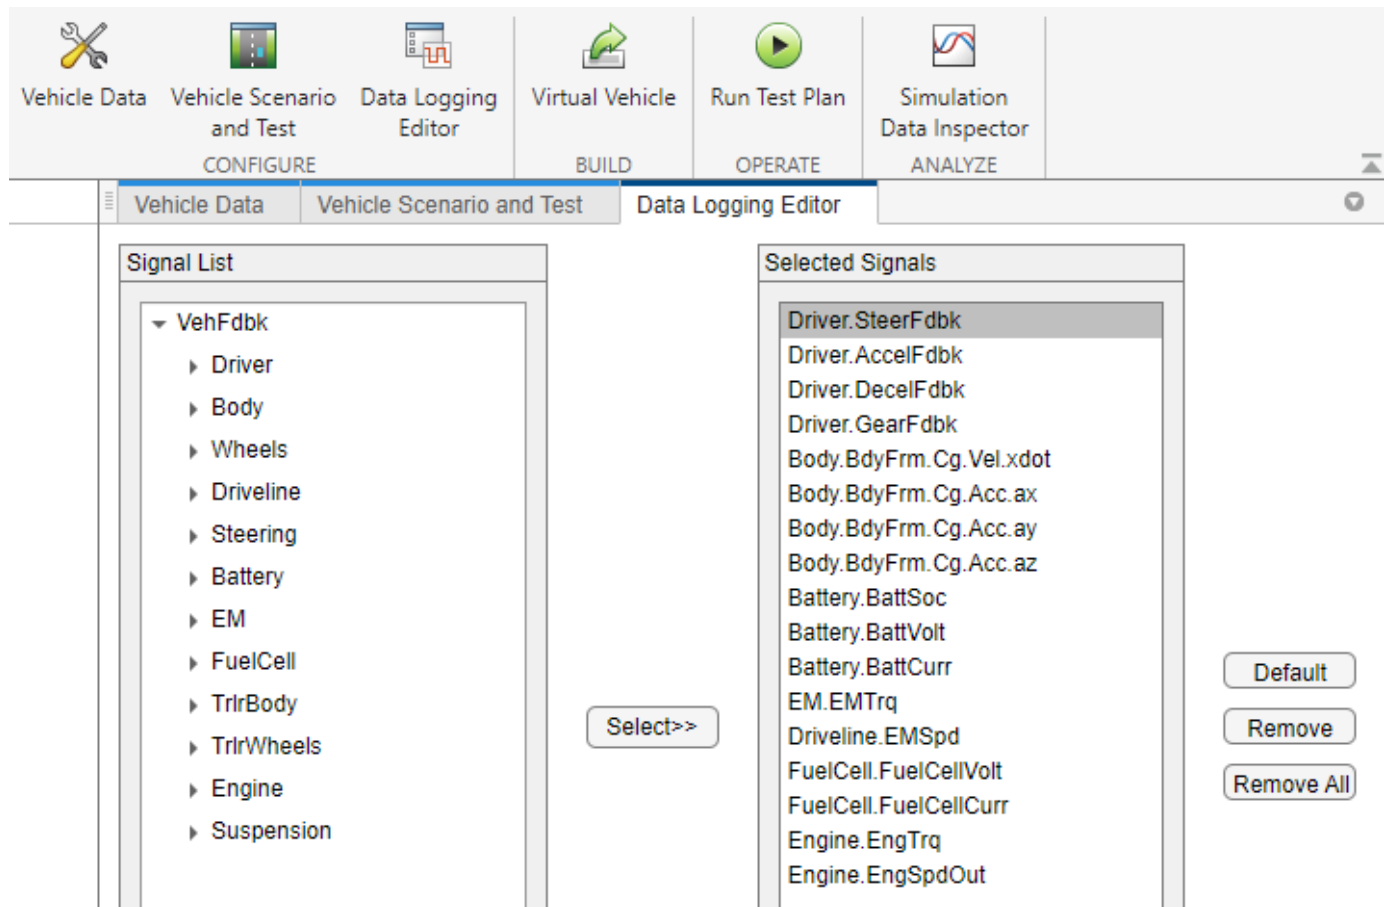 Vehicle Data
Vehicle Scenario
and Test
Data Logging
Editor
Virtual Vehicle
Run Test Plan
Simulation
Data Inspector
CONFIGURE
BUILD
OPERATE
ANALYZE
Vehicle Data
Vehicle Scenario and Test
Data Logging Editor
Signal List
VehFdbk
Driver
Body
Wheels
Driveline
Steering
Battery
EM
FuelCell
TrlrBody
TrlrWheels
Engine
Suspension
Select>>
Selected Signals
Driver.SteerFdbk
Driver.AccelFdbk
Driver.DecelFdbk
Driver.GearFdbk
Body.BdyFrm.Cg.Vel.xdot
Body.BdyFrm.Cg.Acc.ax
Body.BdyFrm.Cg.Acc.ay
Body.BdyFrm.Cg.Acc.az
Battery.BattSoc
Battery.BattVolt
Battery.BattCurr
EM.EMTrq
Driveline.EMSpd
FuelCell.FuelCellVolt
FuelCell.FuelCellCurr
Engine.EngTrq
Engine.EngSpdOut
Default
Remove
Remove All